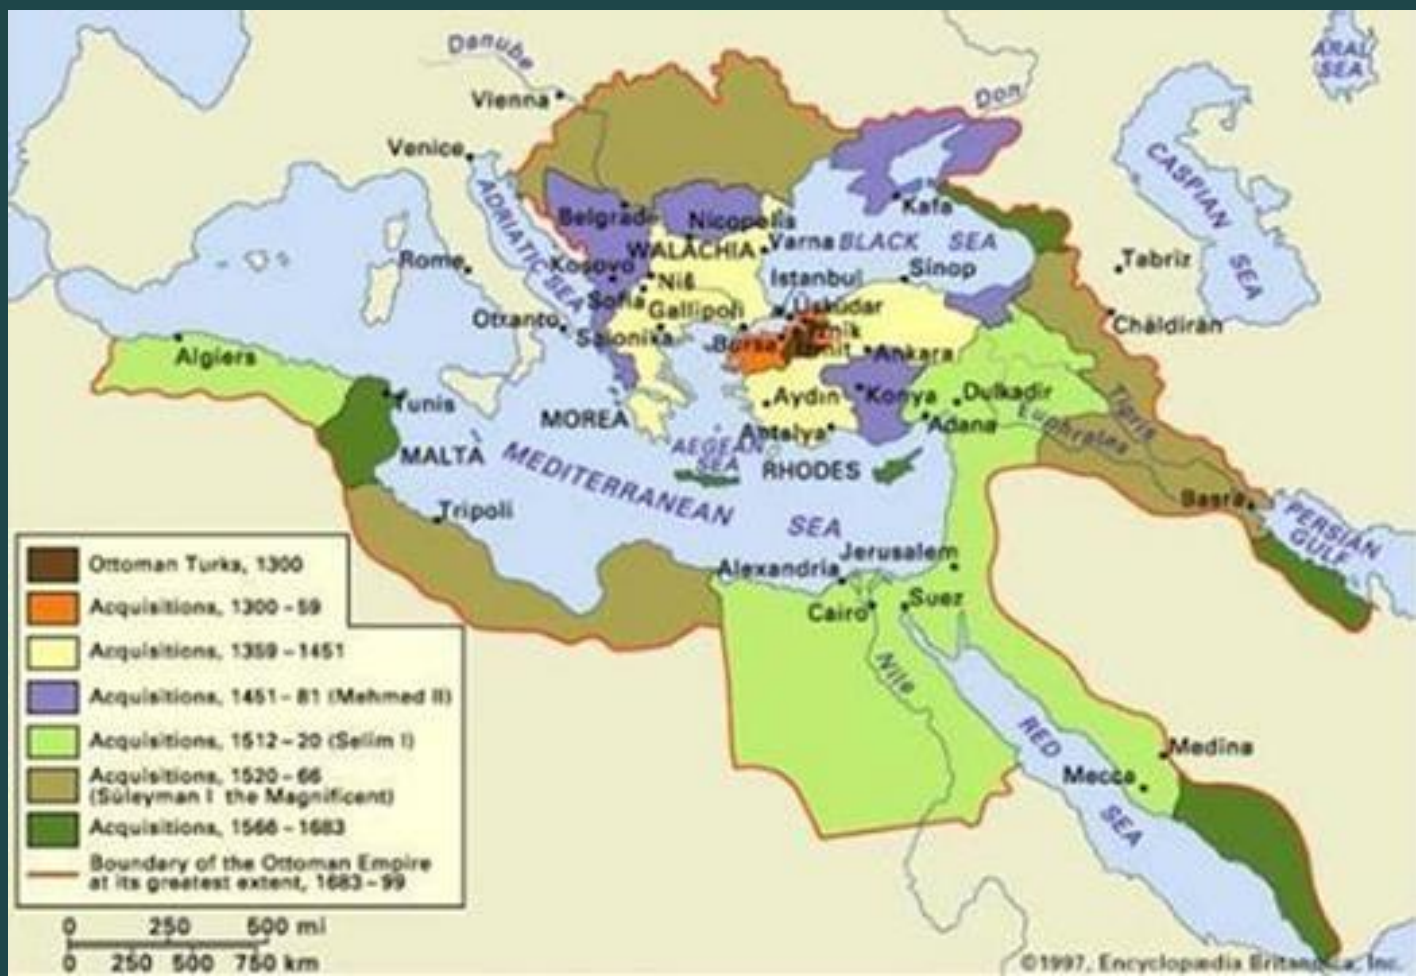 Danube
Vienna
Don
ARAL
SEA
Venice
CASPIAN
SEA
ADRIATIC SEA
Belgrade
Nicopolis
Kafa
WALACHIA
Varna
BLACK SEA
Rome
Kosovo
Niš
Istanbul
Sinop
Tabriz
Sofia
Gallipoli
Üsküdar
Otranto
Salonika
Bursa
Iznik
Izmit
Ankara
Chāldirān
Algiers
Tunis
Aydin
Konya
Dulkadir
MOREA
Antalya
Adana
Euphrates
Tigris
MALTA
AEGEAN
SEA
RHODES
MEDITERRANEAN SEA
Basra
PERSIAN
GULF
Tripoli
Jerusalem
Alexandria
Cairo
Suez
Nile
RED
SEA
Medina
Mecca
Ottoman Turks, 1300
Acquisitions, 1300-59
Acquisitions, 1359-1451
Acquisitions, 1451-81 (Mehmed II)
Acquisitions, 1512-20 (Selim I)
Acquisitions, 1520-66
(Süleyman I the Magnificent)
Acquisitions, 1566-1683
Boundary of the Ottoman Empire
at its greatest extent, 1683-99
0 250 500 mi
0 250 500 750 km
©1997, Encyclopædia Britannica, Inc.